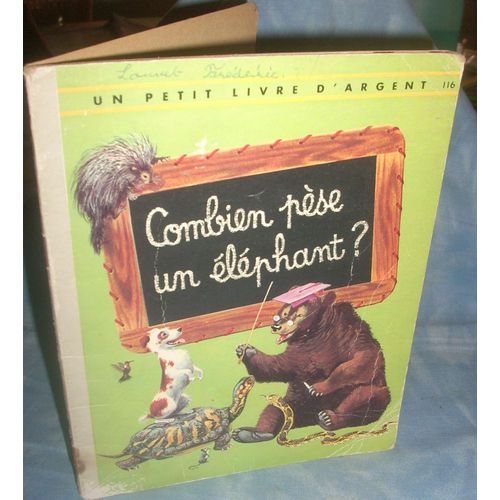 UN PETIT LIVRE D'ARGENT 116
Combien pèse
un éléphant ?